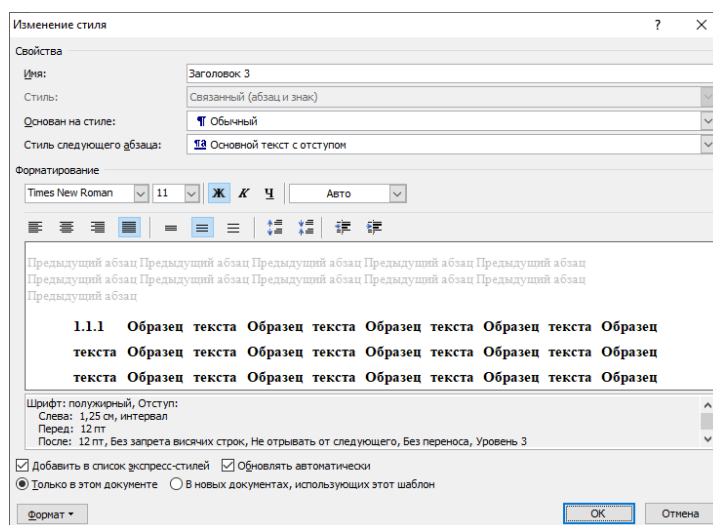 Изменение стиля ? ×
Свойства
Имя: Заголовок 3
Стиль: Связанный (абзац и знак)
Основан на стиле: ¶ Обычный
Стиль следующего абзаца: ¶a Основной текст с отступом
Форматирование
Times New Roman 11 Ж К Ч Авто
Предыдущий абзац Предыдущий абзац Предыдущий абзац Предыдущий абзац Предыдущий абзац
Предыдущий абзац Предыдущий абзац Предыдущий абзац Предыдущий абзац Предыдущий абзац
Предыдущий абзац
1.1.1 Образец текста Образец текста Образец текста Образец текста Образец
текста Образец текста Образец текста Образец текста Образец текста Образец
текста Образец текста Образец текста Образец текста Образец текста Образец
Шрифт: полужирный, Отступ:
Слева: 1,25 см, интервал
Перед: 12 пт
После: 12 пт, Без запрета висячих строк, Не отрывать от следующего, Без переноса, Уровень 3
Добавить в список экспресс-стилей Обновлять автоматически
Только в этом документе В новых документах, использующих этот шаблон
Формат OK Отмена